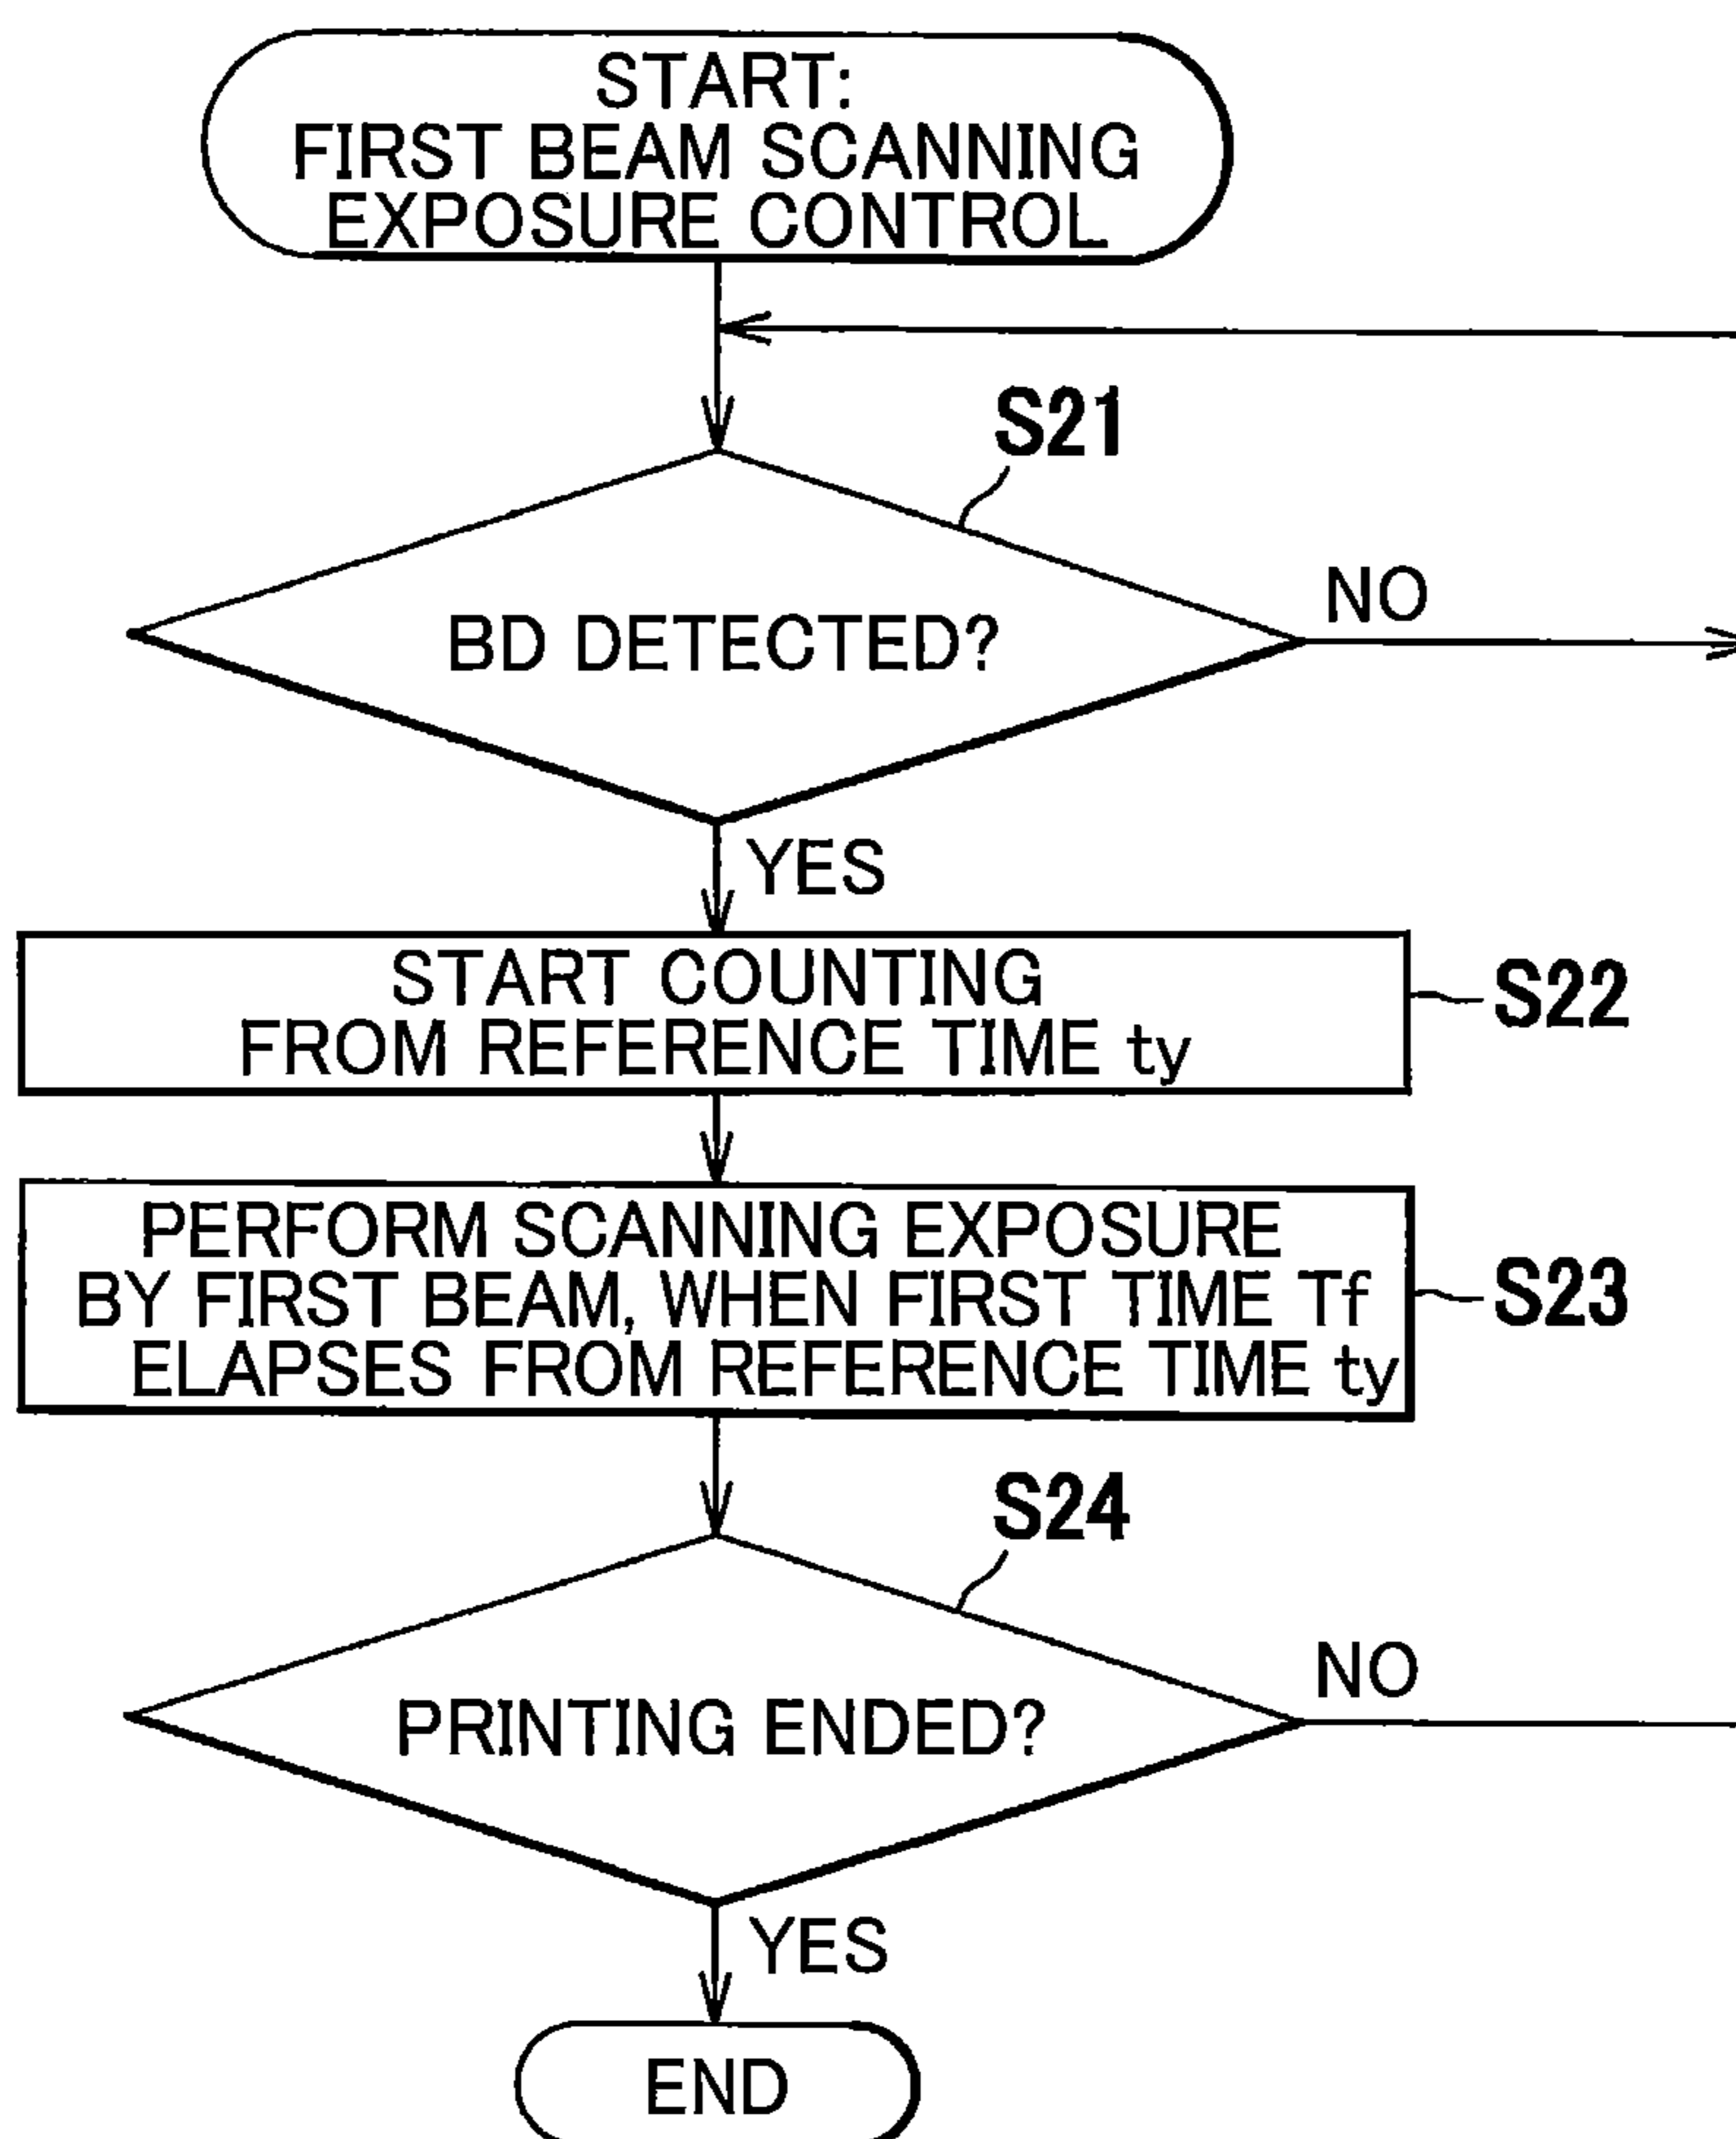 START:
FIRST BEAM SCANNING
EXPOSURE CONTROL
S21
BD DETECTED?
NO
YES
START COUNTING
FROM REFERENCE TIME ty
S22
PERFORM SCANNING EXPOSURE
BY FIRST BEAM, WHEN FIRST TIME Tf
ELAPSES FROM REFERENCE TIME ty
S23
S24
PRINTING ENDED?
NO
YES
END